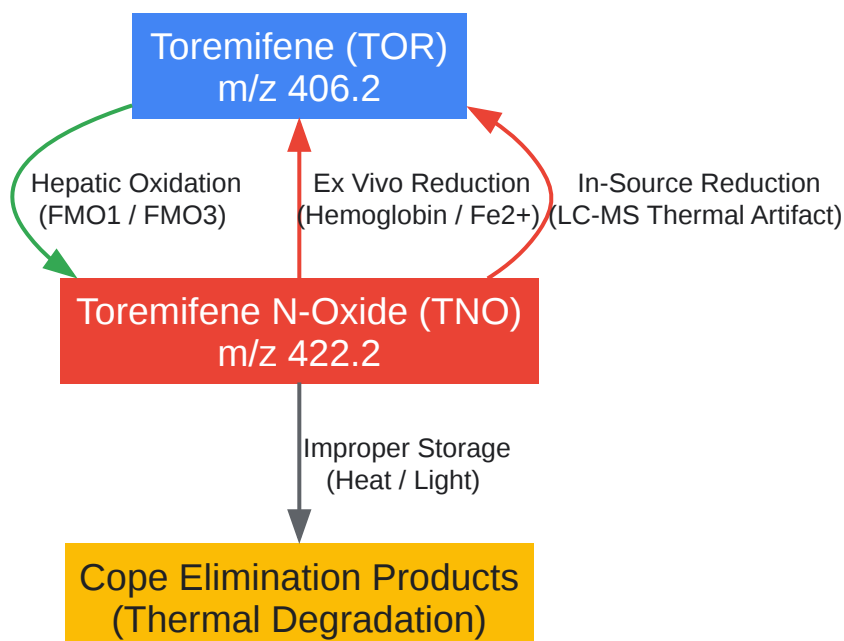 Toremifene (TOR)
m/z 406.2
Hepatic Oxidation
(FMO1 / FMO3)
Ex Vivo Reduction
(Hemoglobin / Fe2+)
In-Source Reduction
(LC-MS Thermal Artifact)
Toremifene N-Oxide (TNO)
m/z 422.2
Improper Storage
(Heat / Light)
Cope Elimination Products
(Thermal Degradation)